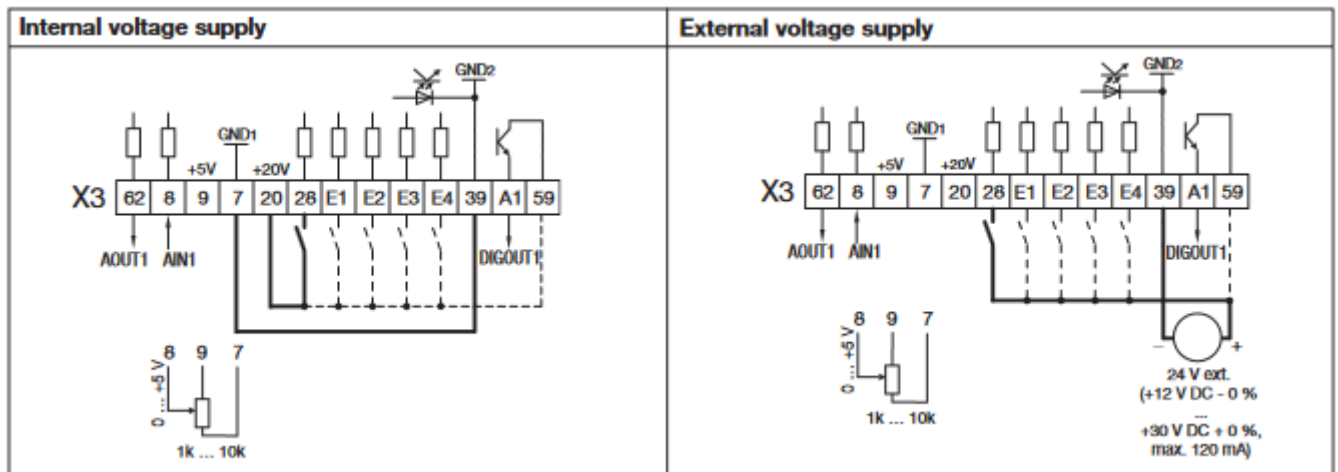 Internal voltage supply
GND2
GND1
+5V +20V
X3 62 8 9 7 20 28 E1 E2 E3 E4 39 A1 59
AOUT1 AIN1 DIGOUT1
8 9 7
0 ... +5 V
1k ... 10k
External voltage supply
GND2
GND1
+5V +20V
X3 62 8 9 7 20 28 E1 E2 E3 E4 39 A1 59
AOUT1 AIN1 DIGOUT1
8 9 7
0 ... +5 V
1k ... 10k
– +
24 V ext.
(+12 V DC - 0 %
...
+30 V DC + 0 %,
max. 120 mA)